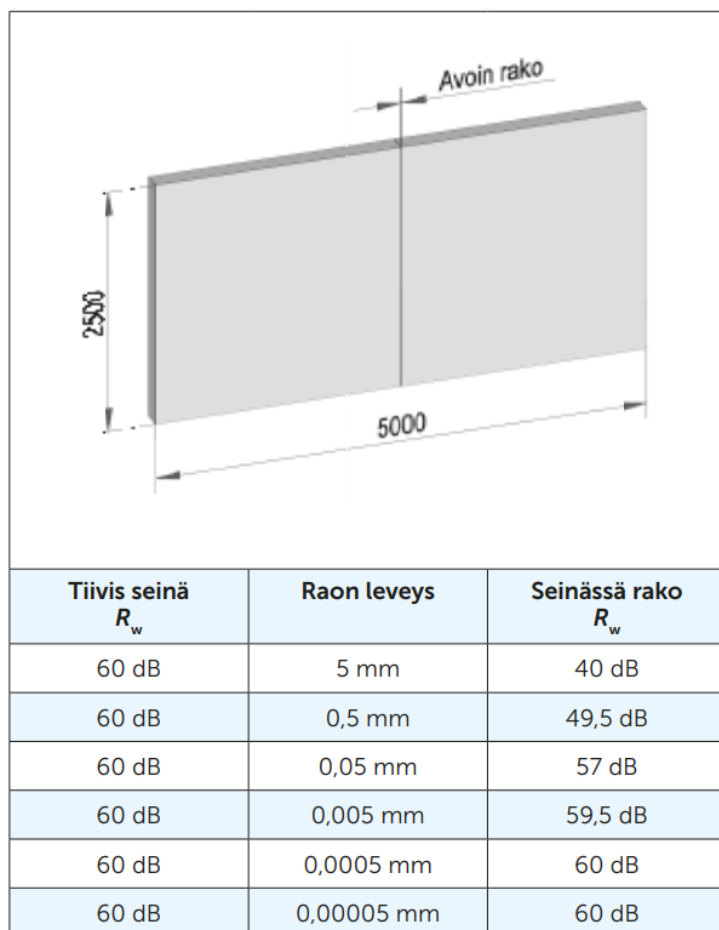 Avoin rako
2500
5000
Tiivis seinä Raon leveys Seinässä rako
Rw Rw
60 dB 5 mm 40 dB
60 dB 0,5 mm 49,5 dB
60 dB 0,05 mm 57 dB
60 dB 0,005 mm 59,5 dB
60 dB 0,0005 mm 60 dB
60 dB 0,00005 mm 60 dB